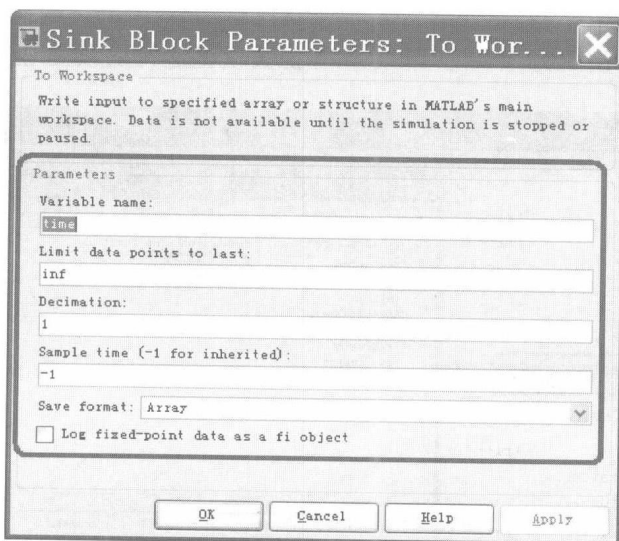 Sink Block Parameters: To Wor...
To Workspace
Write input to specified array or structure in MATLAB's main
workspace. Data is not available until the simulation is stopped or
paused.
Parameters
Variable name:
time
Limit data points to last:
inf
Decimation:
1
Sample time (-1 for inherited):
-1
Save format: Array
Log fixed-point data as a fi object
OK Cancel Help Apply